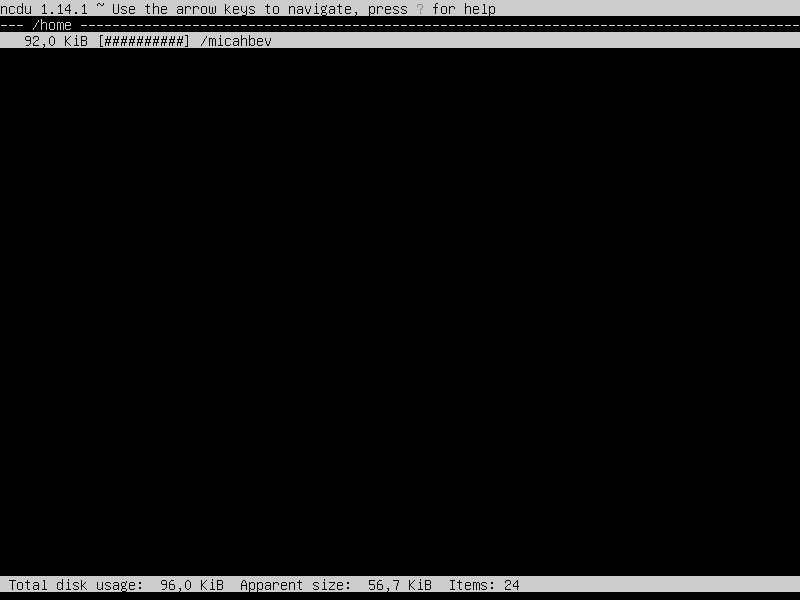 ncdu 1.14.1 ~ Use the arrow keys to navigate, press ? for help
--- /home ------------------------------------------------------------------------------------------
   92,0 KiB [##########] /micahbev
Total disk usage:  96,0 KiB  Apparent size:  56,7 KiB  Items: 24